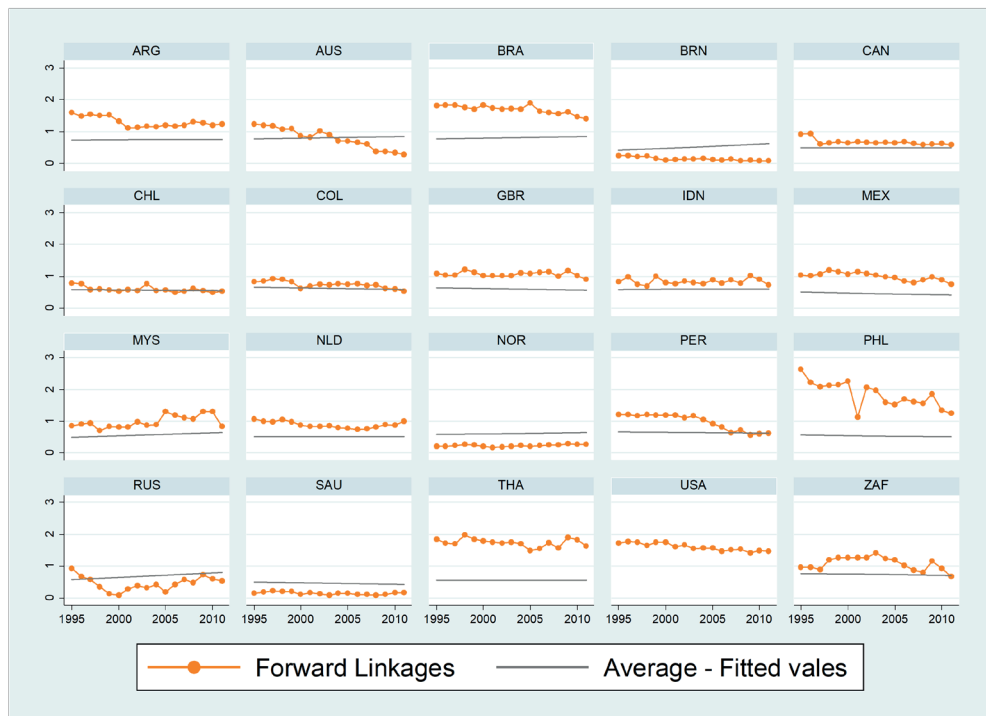 ARG AUS BRA BRN CAN
3
2
1
0
CHL COL GBR IDN MEX
3
2
1
0
MYS NLD NOR PER PHL
3
2
1
0
RUS SAU THA USA ZAF
3
2
1
0
1995 2000 2005 2010 1995 2000 2005 2010 1995 2000 2005 2010 1995 2000 2005 2010 1995 2000 2005 2010
Forward Linkages Average - Fitted vales